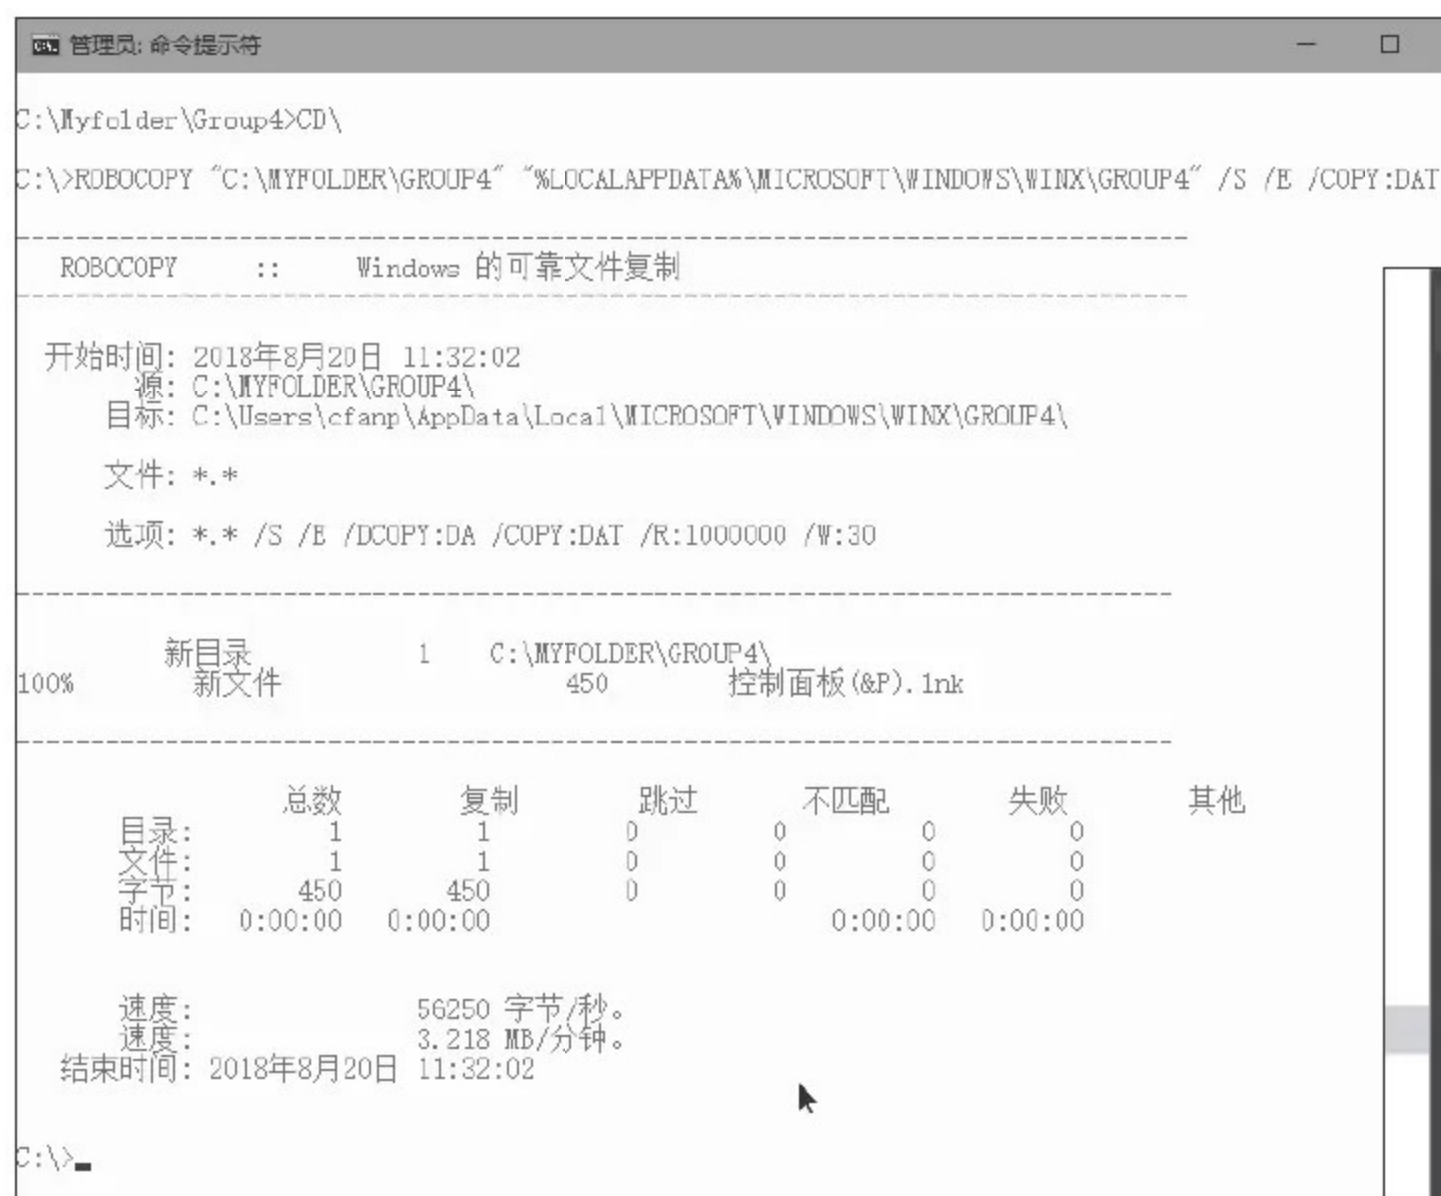 管理员: 命令提示符
C:\Myfolder\Group4>CD\
C:\>ROBOCOPY "C:\MYFOLDER\GROUP4" "%LOCALAPPDATA%\MICROSOFT\WINDOWS\WINX\GROUP4" /S /E /COPY:DAT
-------------------------------------------------------------------------------
ROBOCOPY :: Windows 的可靠文件复制
-------------------------------------------------------------------------------
开始时间: 2018年8月20日 11:32:02
源: C:\MYFOLDER\GROUP4\
目标: C:\Users\cfanp\AppData\Local\MICROSOFT\WINDOWS\WINX\GROUP4\
文件: *.*
选项: *.* /S /E /DCOPY:DA /COPY:DAT /R:1000000 /W:30
------------------------------------------------------------------------------
新目录 1 C:\MYFOLDER\GROUP4\
100% 新文件 450 控制面板(&P).lnk
------------------------------------------------------------------------------
总数 复制 跳过 不匹配 失败 其他
目录: 1 1 0 0 0 0
文件: 1 1 0 0 0 0
字节: 450 450 0 0 0 0
时间: 0:00:00 0:00:00 0:00:00 0:00:00
速度: 56250 字节/秒。
速度: 3.218 MB/分钟。
结束时间: 2018年8月20日 11:32:02
C:\>